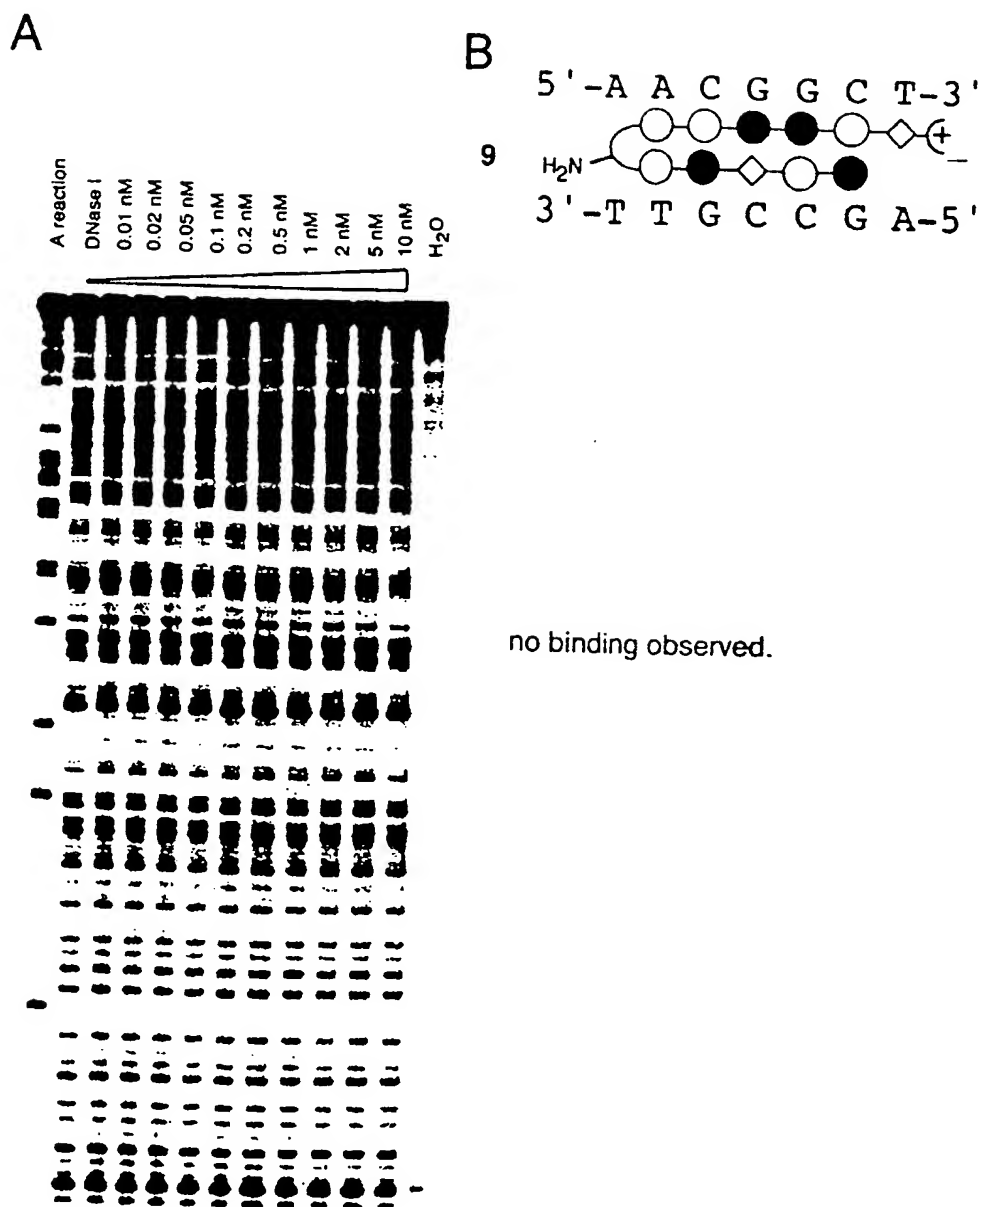 A
A reaction
DNase I
0.01 nM
0.02 nM
0.05 nM
0.1 nM
0.2 nM
0.5 nM
1 nM
2 nM
5 nM
10 nM
H₂O
B
5'-A A C G G C T-3'
+
9
H₂N
3'-T T G C C G A-5'
no binding observed.